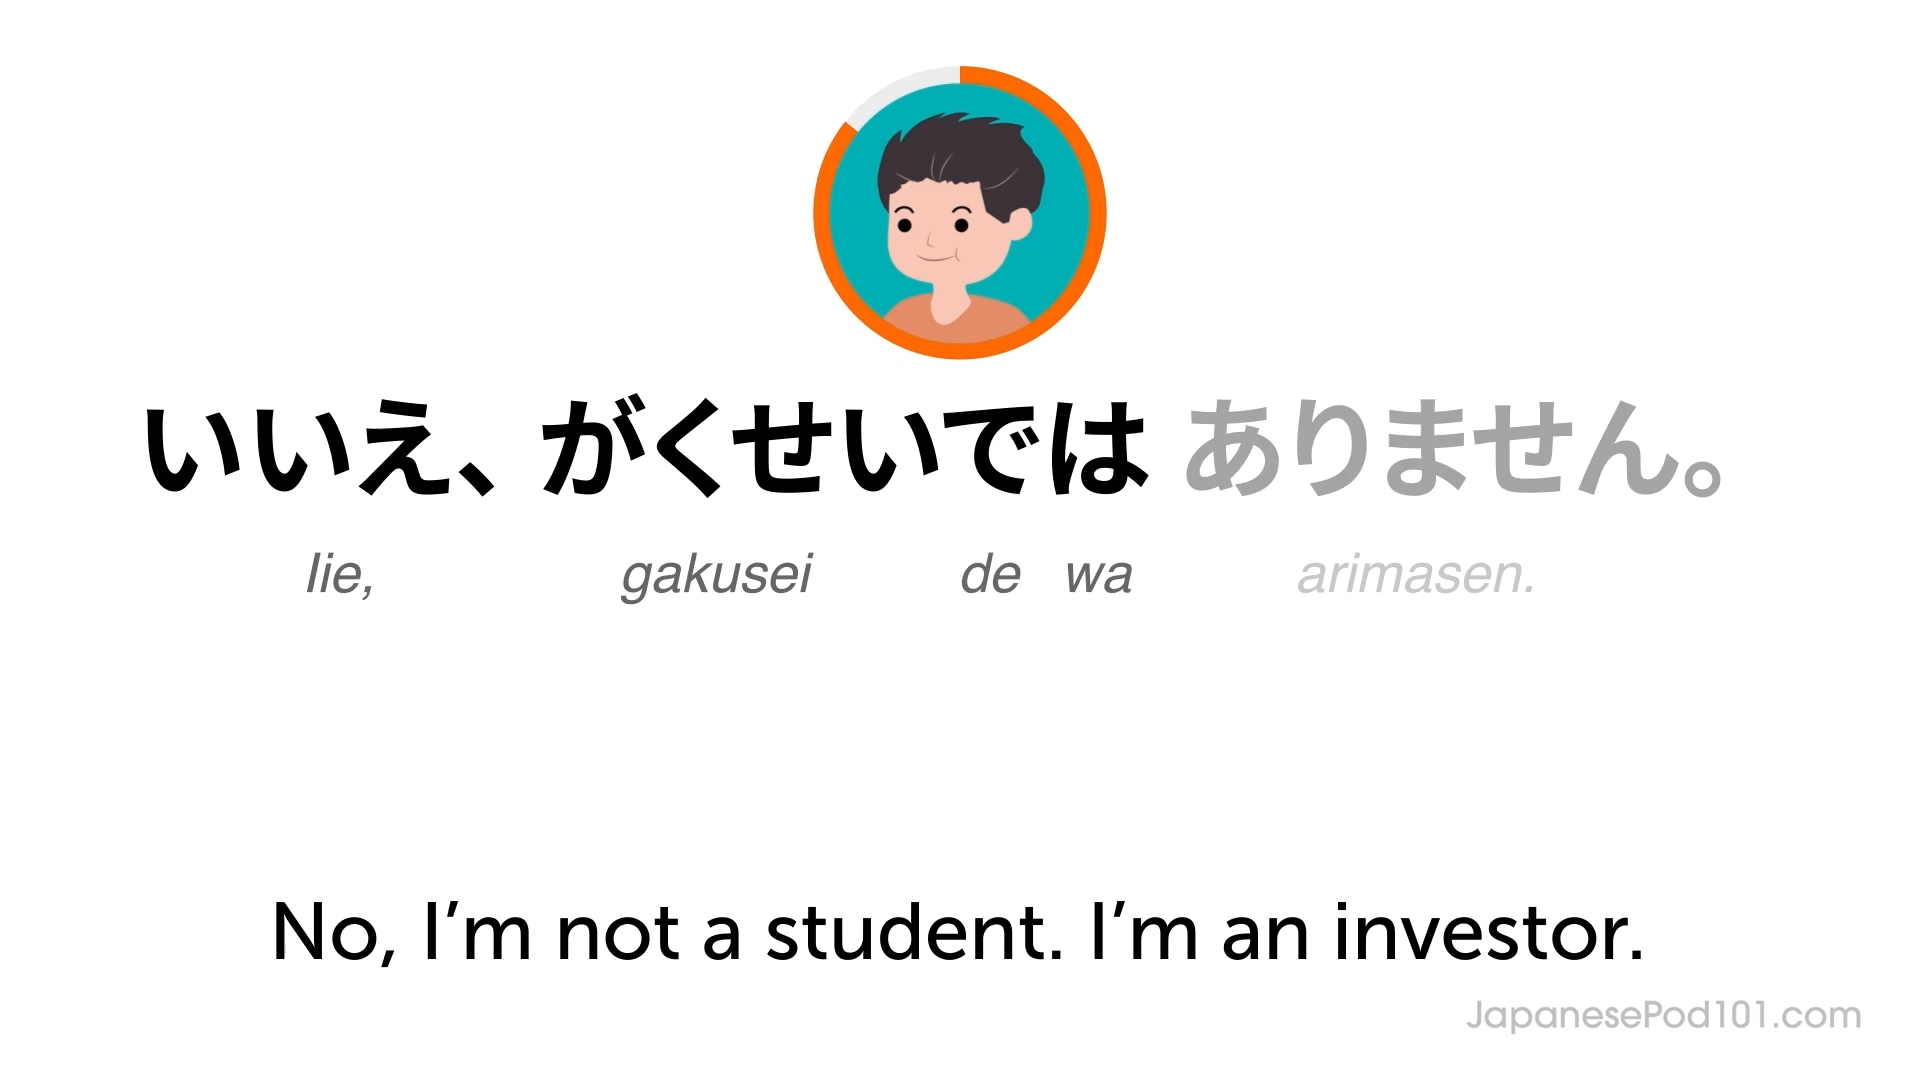 いいえ、がくせいでは ありません。
Iie, gakusei de wa arimasen.
No, I’m not a student. I’m an investor.
JapanesePod101.com